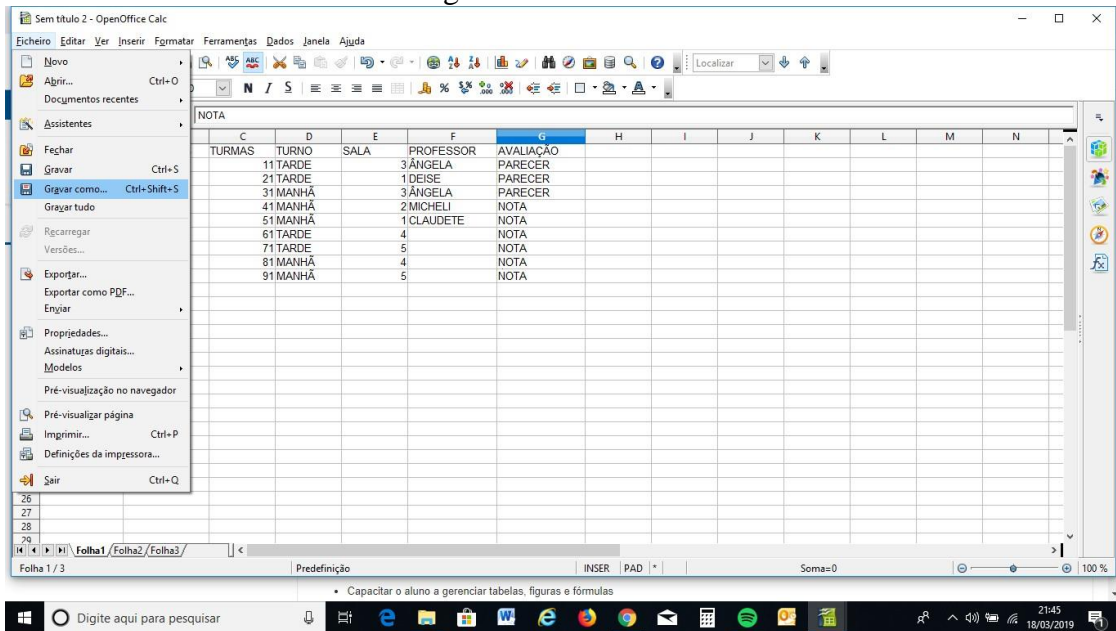 Sem título 2 - OpenOffice Calc
Ficheiro Editar Ver Inserir Formatar Ferramentas Dados Janela Ajuda
Novo
Abrir... Ctrl+O
Documentos recentes
Assistentes
Fechar
Gravar Ctrl+S
Gravar como... Ctrl+Shift+S
Gravar tudo
Recarregar
Versões...
Exportar...
Exportar como PDF...
Enviar
Propriedades...
Assinaturas digitais...
Modelos
Pré-visualização no navegador
Pré-visualizar página
Imprimir... Ctrl+P
Definições da impressora...
Sair Ctrl+Q
Localizar
N I S
NOTA
C D E F G H I J K L M N
TURMAS TURNO SALA PROFESSOR AVALIAÇÃO
11 TARDE 3 ÂNGELA PARECER
21 TARDE 1 DEISE PARECER
31 MANHÃ 3 ÂNGELA PARECER
41 MANHÃ 2 MICHELI NOTA
51 MANHÃ 1 CLAUDETE NOTA
61 TARDE 4 NOTA
71 TARDE 5 NOTA
81 MANHÃ 4 NOTA
91 MANHÃ 5 NOTA
26
27
28
29
Folha1 Folha2 Folha3
Folha 1 / 3 Predefinição INSER PAD * Soma=0 100 %
• Capacitar o aluno a gerenciar tabelas, figuras e fórmulas
Digite aqui para pesquisar
21:45
18/03/2019